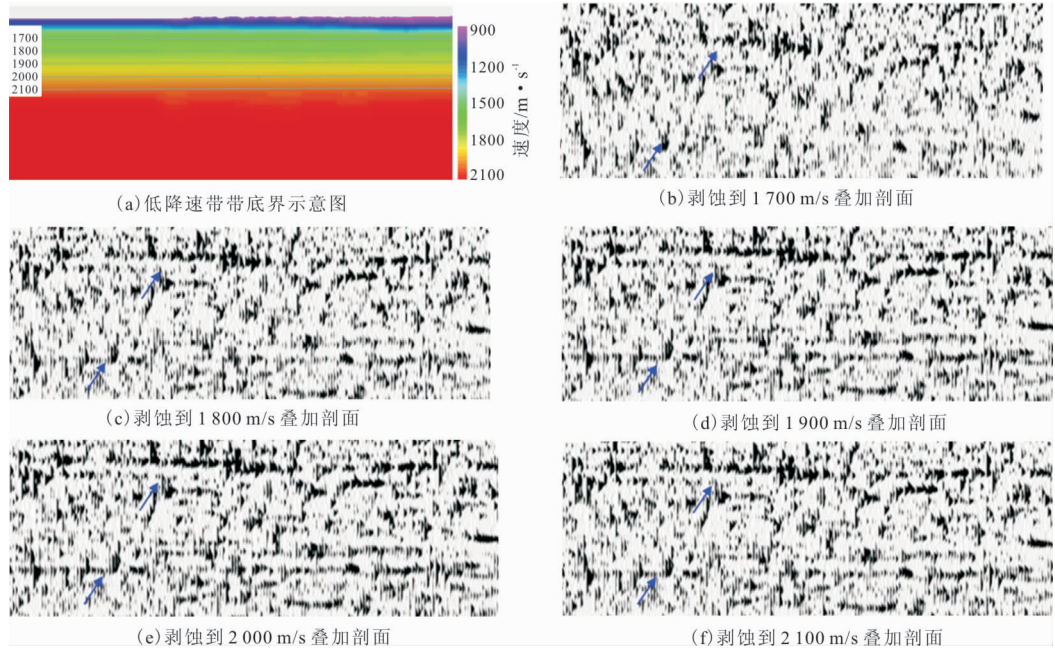 1700
1800
1900
2000
2100
900
1200
1500
1800
2100
速度/m·s⁻¹
(a)低降速带带底界示意图
(b)剥蚀到1 700 m/s叠加剖面
(c)剥蚀到1 800 m/s叠加剖面
(d)剥蚀到1 900 m/s叠加剖面
(e)剥蚀到2 000 m/s叠加剖面
(f)剥蚀到2 100 m/s叠加剖面